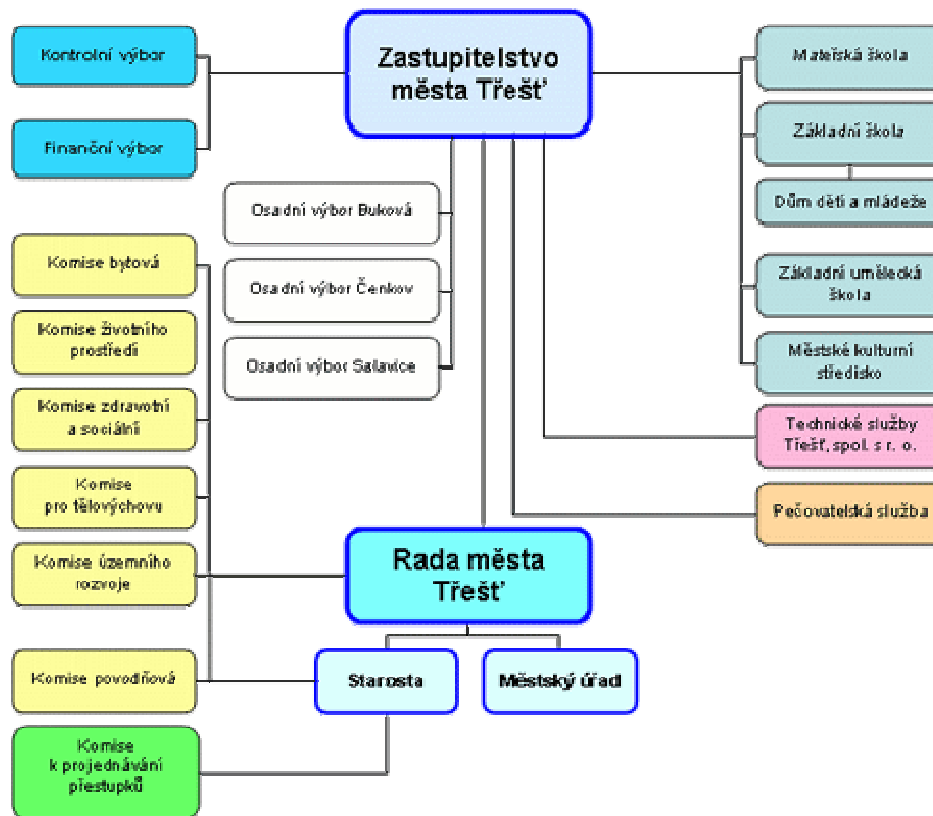 Zastupitelstvo
města Třešť
Kontrolní výbor
Finanční výbor
Osadní výbor Buková
Osadní výbor Čenkov
Osadní výbor Salavice
Mateřská škola
Základní škola
Dům dětí a mládeže
Základní umělecká
škola
Městské kulturní
středisko
Technické služby
Třešť, spol. s r. o.
Pečovatelská služba
Komise bytová
Komise životního
prostředí
Komise zdravotní
a sociální
Komise
pro tělovýchovu
Komise územního
rozvoje
Komise povodňová
Rada města
Třešť
Starosta
Městský úřad
Komise
k projednávání
přestupků